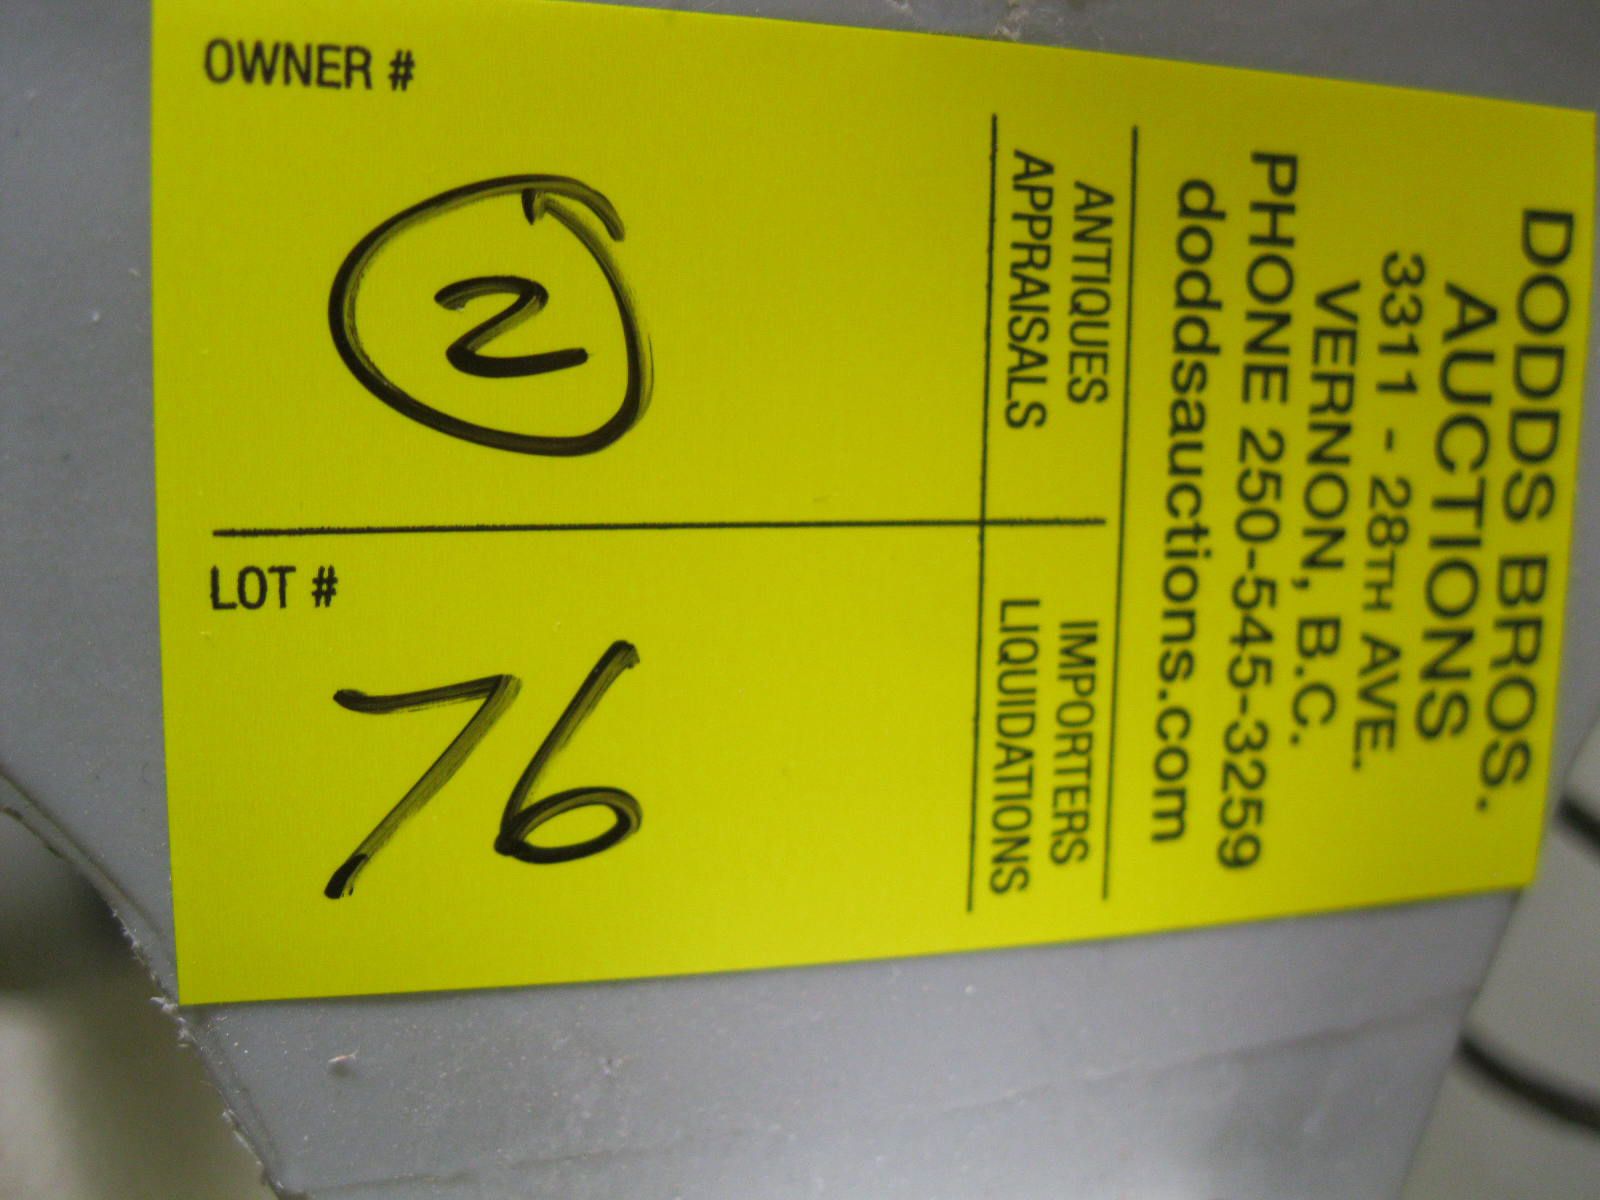 DODDS BROS.
AUCTIONS
3311 - 28TH AVE.
VERNON, B.C.
PHONE 250-545-3259
doddsauctions.com
ANTIQUES
APPRAISALS
IMPORTERS
LIQUIDATIONS
OWNER #
2
LOT #
76